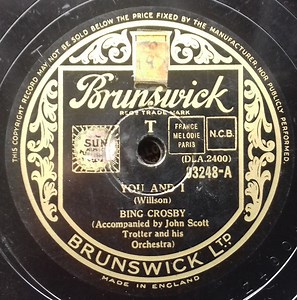 THIS COPYRIGHT RECORD MAY NOT BE SOLD BELOW THE PRICE FIXED BY THE MANUFACTURER, NOR PUBLICLY PERFORMED.
Brunswick
REGD TRADE MARK
T
FRANCE
MELODIE
PARIS
N.C.B.
SUN
(DLA.2400)
03248-A
YOU AND I
(Willson)
BING CROSBY
(Accompanied by John Scott
Trotter and his
Orchestra)
BRUNSWICK LTD
MADE IN ENGLAND